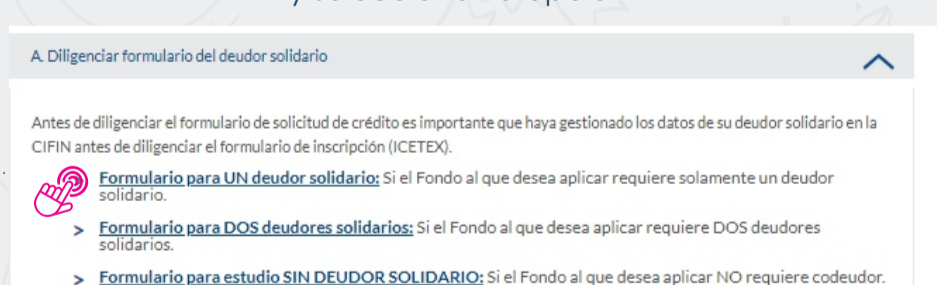 A. Diligenciar formulario del deudor solidario
Antes de diligenciar el formulario de solicitud de crédito es importante que haya gestionado los datos de su deudor solidario en la
CIFIN antes de diligenciar el formulario de inscripción (ICETEX).
Formulario para UN deudor solidario: Si el Fondo al que desea aplicar requiere solamente un deudor
solidario.
> Formulario para DOS deudores solidarios: Si el Fondo al que desea aplicar requiere DOS deudores
solidarios.
> Formulario para estudio SIN DEUDOR SOLIDARIO: Si el Fondo al que desea aplicar NO requiere codeudor.